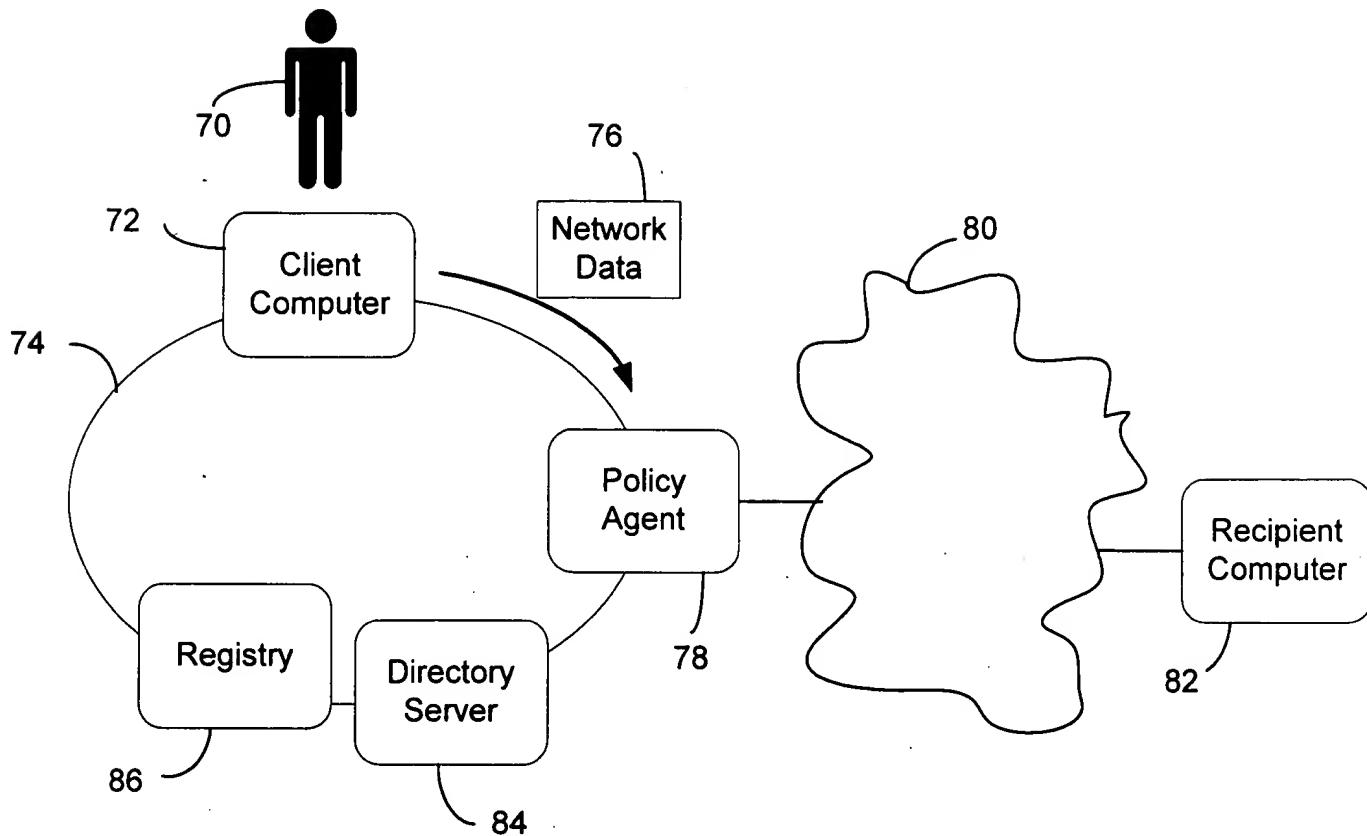 70
76
72
Network
Data
80
Client
Computer
74
Policy
Agent
Recipient
Computer
Registry
Directory
Server
78
82
86
84